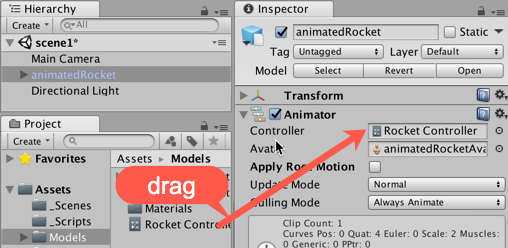 Hierarchy
Create
All
scene1*
Main Camera
animatedRocket
Directional Light
Project
Create
Favorites
Assets
_Scenes
_Scripts
Models
Assets
Models
Materials
Rocket Controlle
drag
Inspector
animatedRocket
Static
Tag
Untagged
Layer
Default
Model
Select
Revert
Open
Transform
Animator
Controller
Rocket Controller
Avata
animatedRocketAva
Apply Root Motion
Update Mode
Normal
Culling Mode
Always Animate
Clip Count: 1
Curves Pos: 0 Quat: 4 Euler: 0 Scale: 2 Muscles:
0 Generic: 0 PPtr: 0